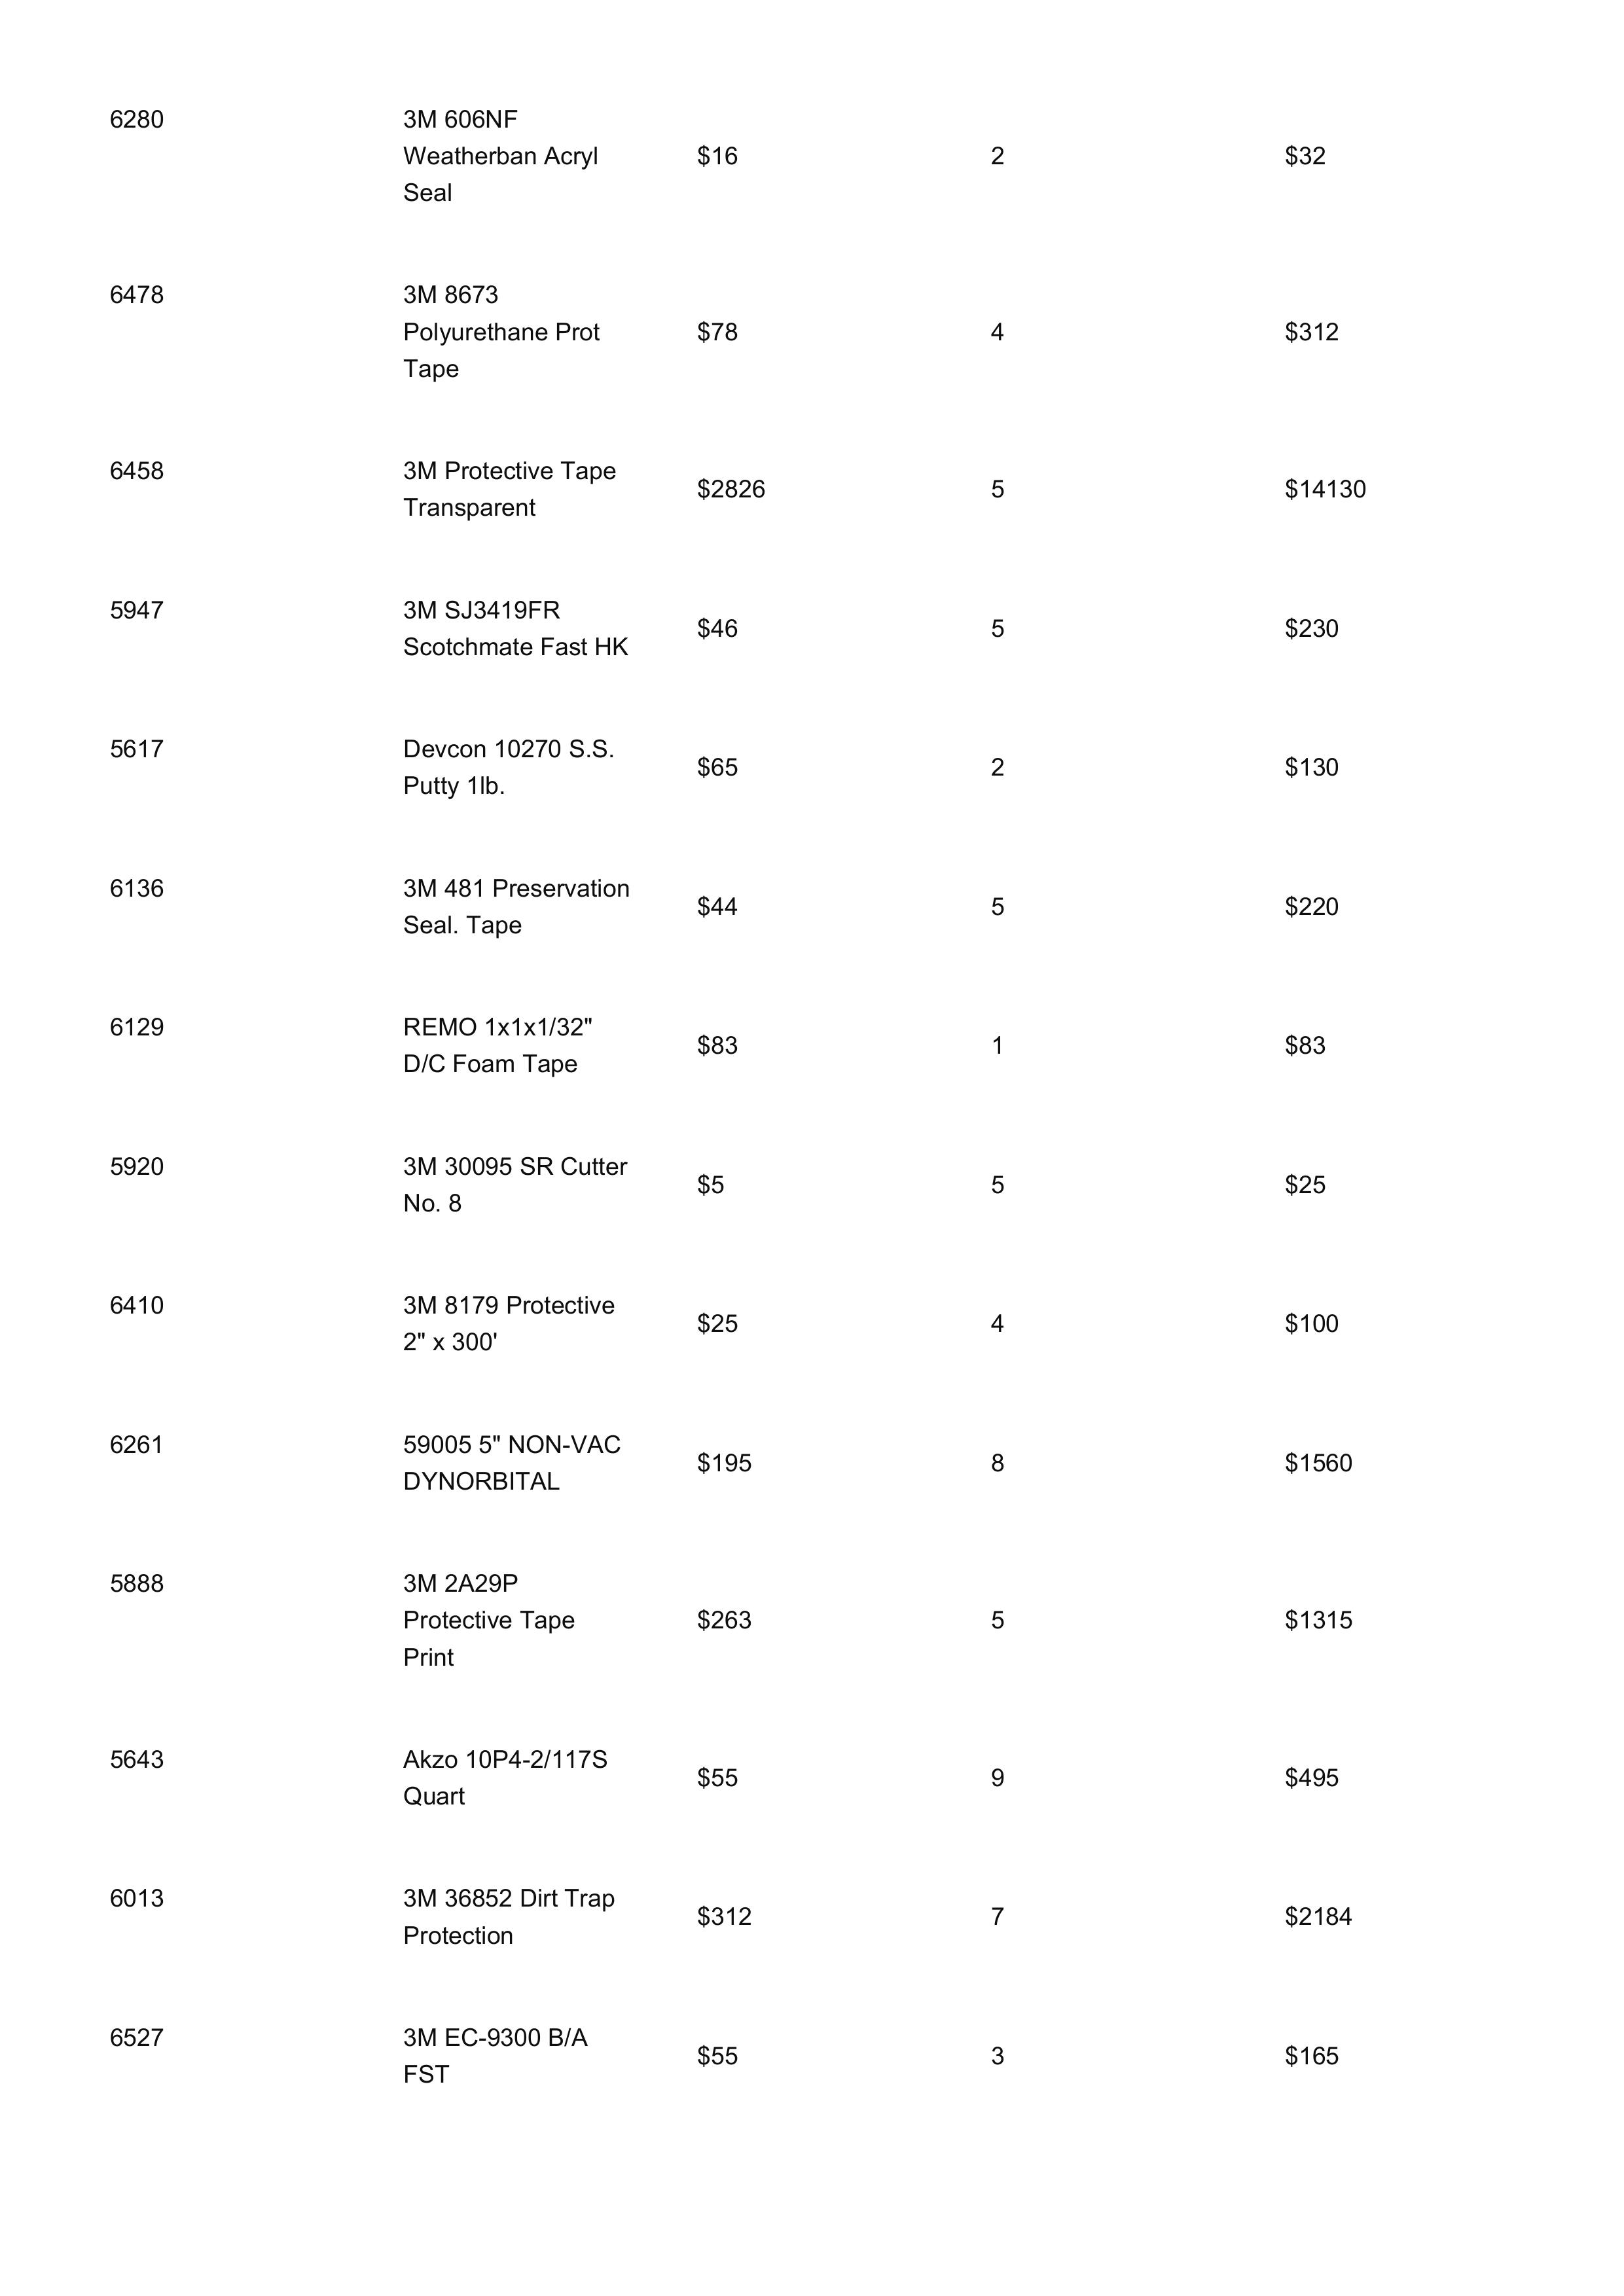 6280
3M 606NF
Weatherban Acryl
Seal
$16
2
$32
6478
3M 8673
Polyurethane Prot
Tape
$78
4
$312
6458
3M Protective Tape
Transparent
$2826
5
$14130
5947
3M SJ3419FR
Scotchmate Fast HK
$46
5
$230
5617
Devcon 10270 S.S.
Putty 1lb.
$65
2
$130
6136
3M 481 Preservation
Seal. Tape
$44
5
$220
6129
REMO 1x1x1/32"
D/C Foam Tape
$83
1
$83
5920
3M 30095 SR Cutter
No. 8
$5
5
$25
6410
3M 8179 Protective
2" x 300'
$25
4
$100
6261
59005 5" NON-VAC
DYNORBITAL
$195
8
$1560
5888
3M 2A29P
Protective Tape
Print
$263
5
$1315
5643
Akzo 10P4-2/117S
Quart
$55
9
$495
6013
3M 36852 Dirt Trap
Protection
$312
7
$2184
6527
3M EC-9300 B/A
FST
$55
3
$165